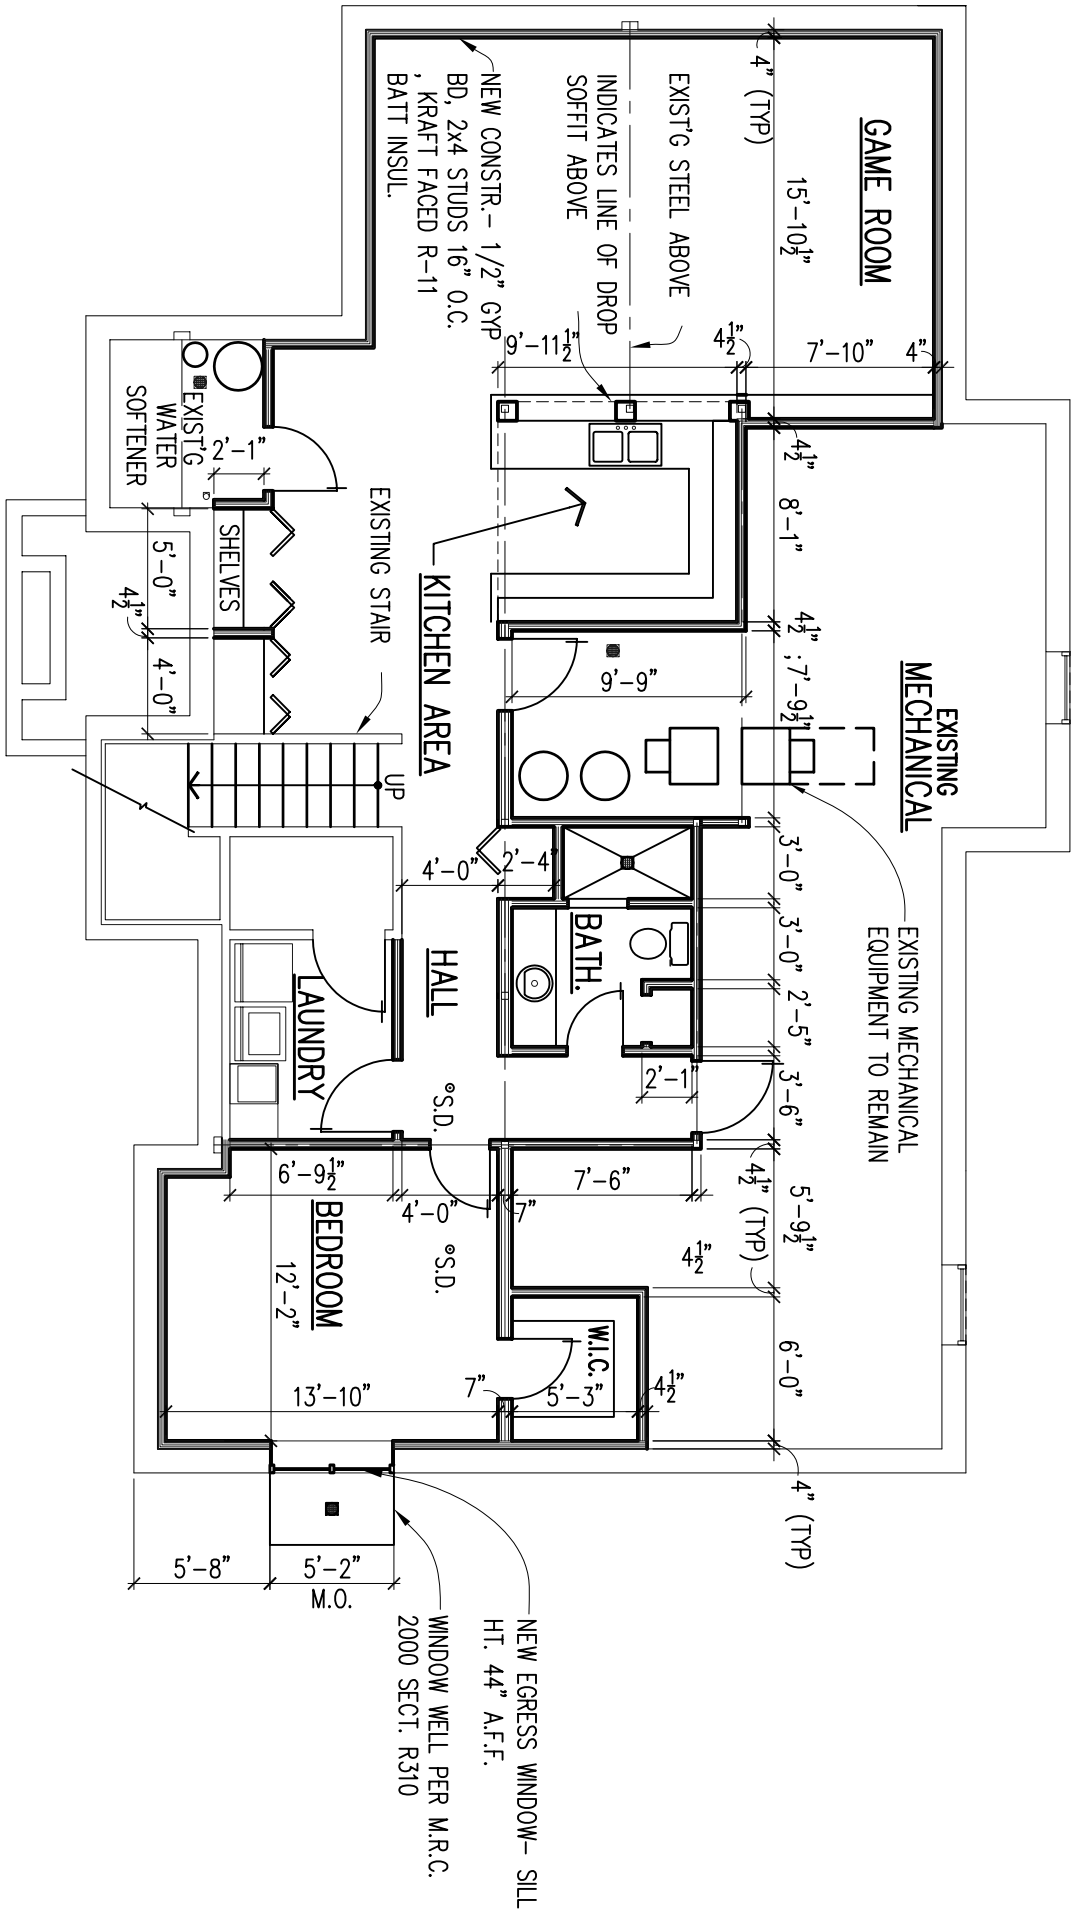 GAME ROOM
4" (TYP)
15'-10½"
4"
7'-10"
4½"
9'-11½"
EXIST'G STEEL ABOVE
INDICATES LINE OF DROP
SOFFIT ABOVE
NEW CONSTR.- 1/2" GYP
BD, 2x4 STUDS 16" O.C.
, KRAFT FACED R-11
BATT INSUL.
EXIST'G
WATER
SOFTENER
2'-1"
SHELVES
5'-0"
4½"
4'-0"
EXISTING STAIR
UP
KITCHEN AREA
4½"
8'-1"
4½"
;7'-9½"
9'-9"
EXISTING
MECHANICAL
EXISTING MECHANICAL
EQUIPMENT TO REMAIN
3'-0"
3'-0"
2'-5"
3'-6"
4½" (TYP)
5'-9½"
6'-0"
4" (TYP)
4'-0"
2'-4"
BATH.
2'-1"
HALL
LAUNDRY
S.D.
6'-9½"
4'-0"
7"
7'-6"
4½"
S.D.
BEDROOM
12'-2"
W.I.C.
13'-10"
7"
5'-3"
4½"
5'-8"
5'-2"
M.O.
NEW EGRESS WINDOW- SILL
HT. 44" A.F.F.
WINDOW WELL PER M.R.C.
2000 SECT. R310